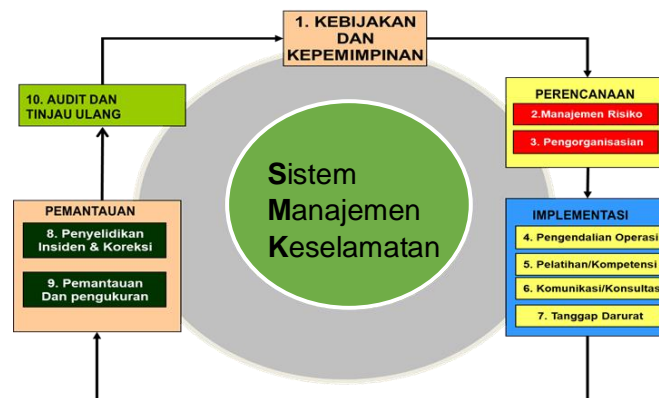 1. KEBIJAKAN
DAN
KEPEMIMPINAN
PERENCANAAN
2.Manajemen Risiko
3. Pengorganisasian
IMPLEMENTASI
4. Pengendalian Operasi
5. Pelatihan/Kompetensi
6. Komunikasi/Konsultas
7. Tanggap Darurat
PEMANTAUAN
8. Penyelidikan
Insiden & Koreksi
9. Pemantauan
Dan pengukuran
10. AUDIT DAN
TINJAU ULANG
Sistem
Manajemen
Keselamatan